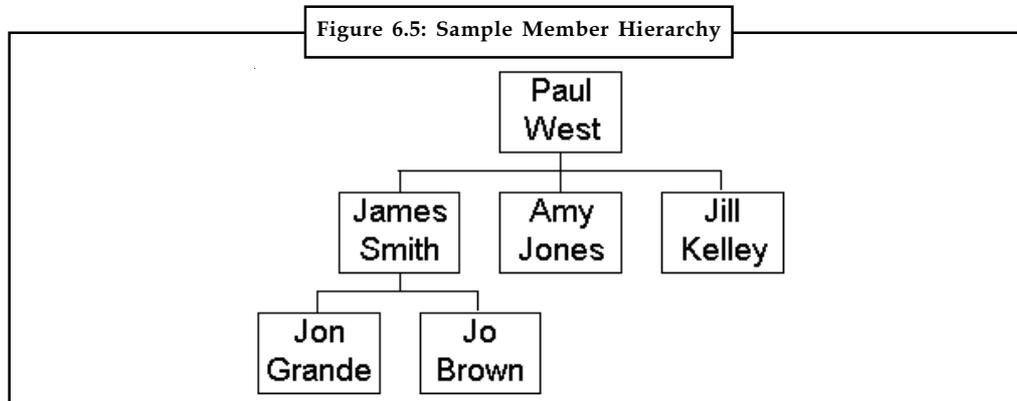 Figure 6.5: Sample Member Hierarchy
Paul
West
James
Smith
Amy
Jones
Jill
Kelley
Jon
Grande
Jo
Brown